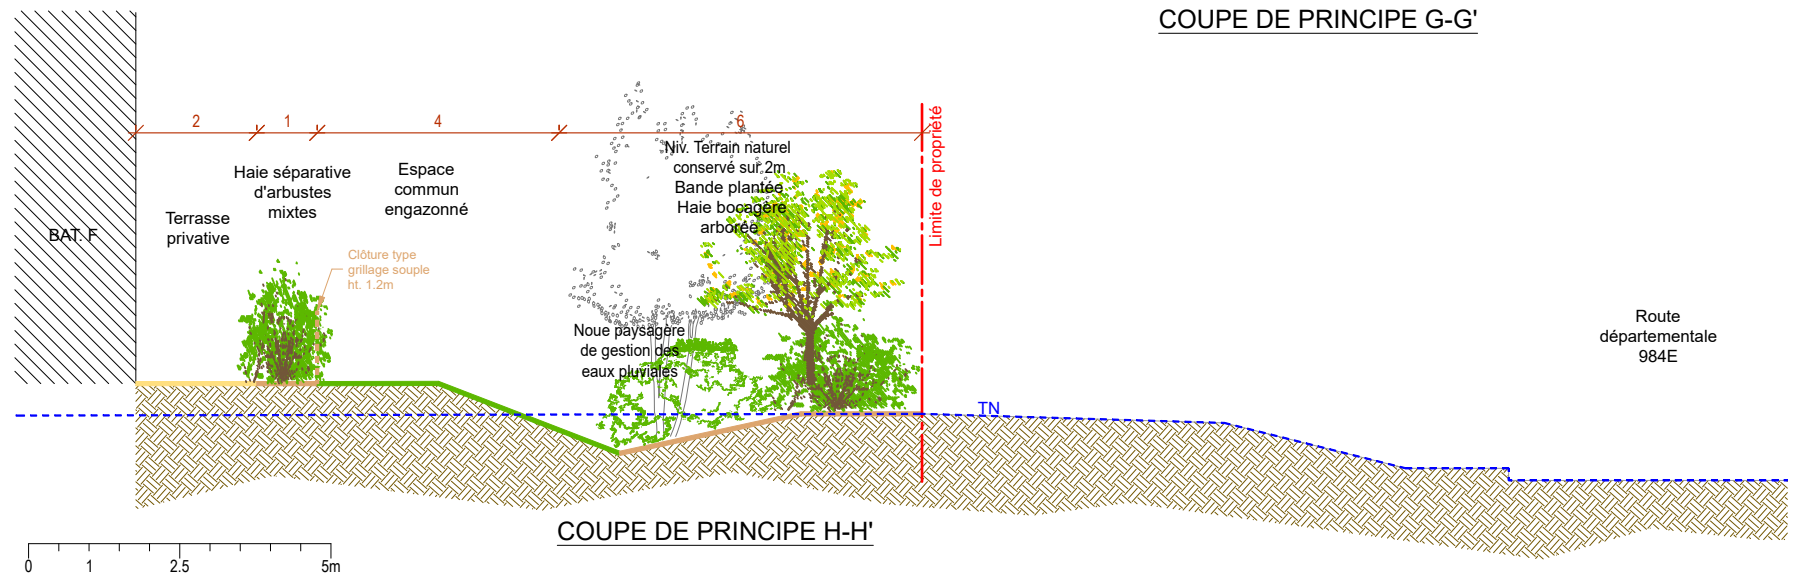 COUPE DE PRINCIPE G-G'
2
1
4
6
Limite de propriété
Niv. Terrain naturel
conservé sur 2m
Bande plantée
Haie bocagère
arborée
Haie séparative
d'arbustes
mixtes
Espace
commun
engazonné
Terrasse
privative
BAT. F
Clôture type
grillage souple
ht. 1.2m
Noue paysagère
de gestion des
eaux pluviales
Route
départementale
984E
TN
COUPE DE PRINCIPE H-H'
0
1
2.5
5m